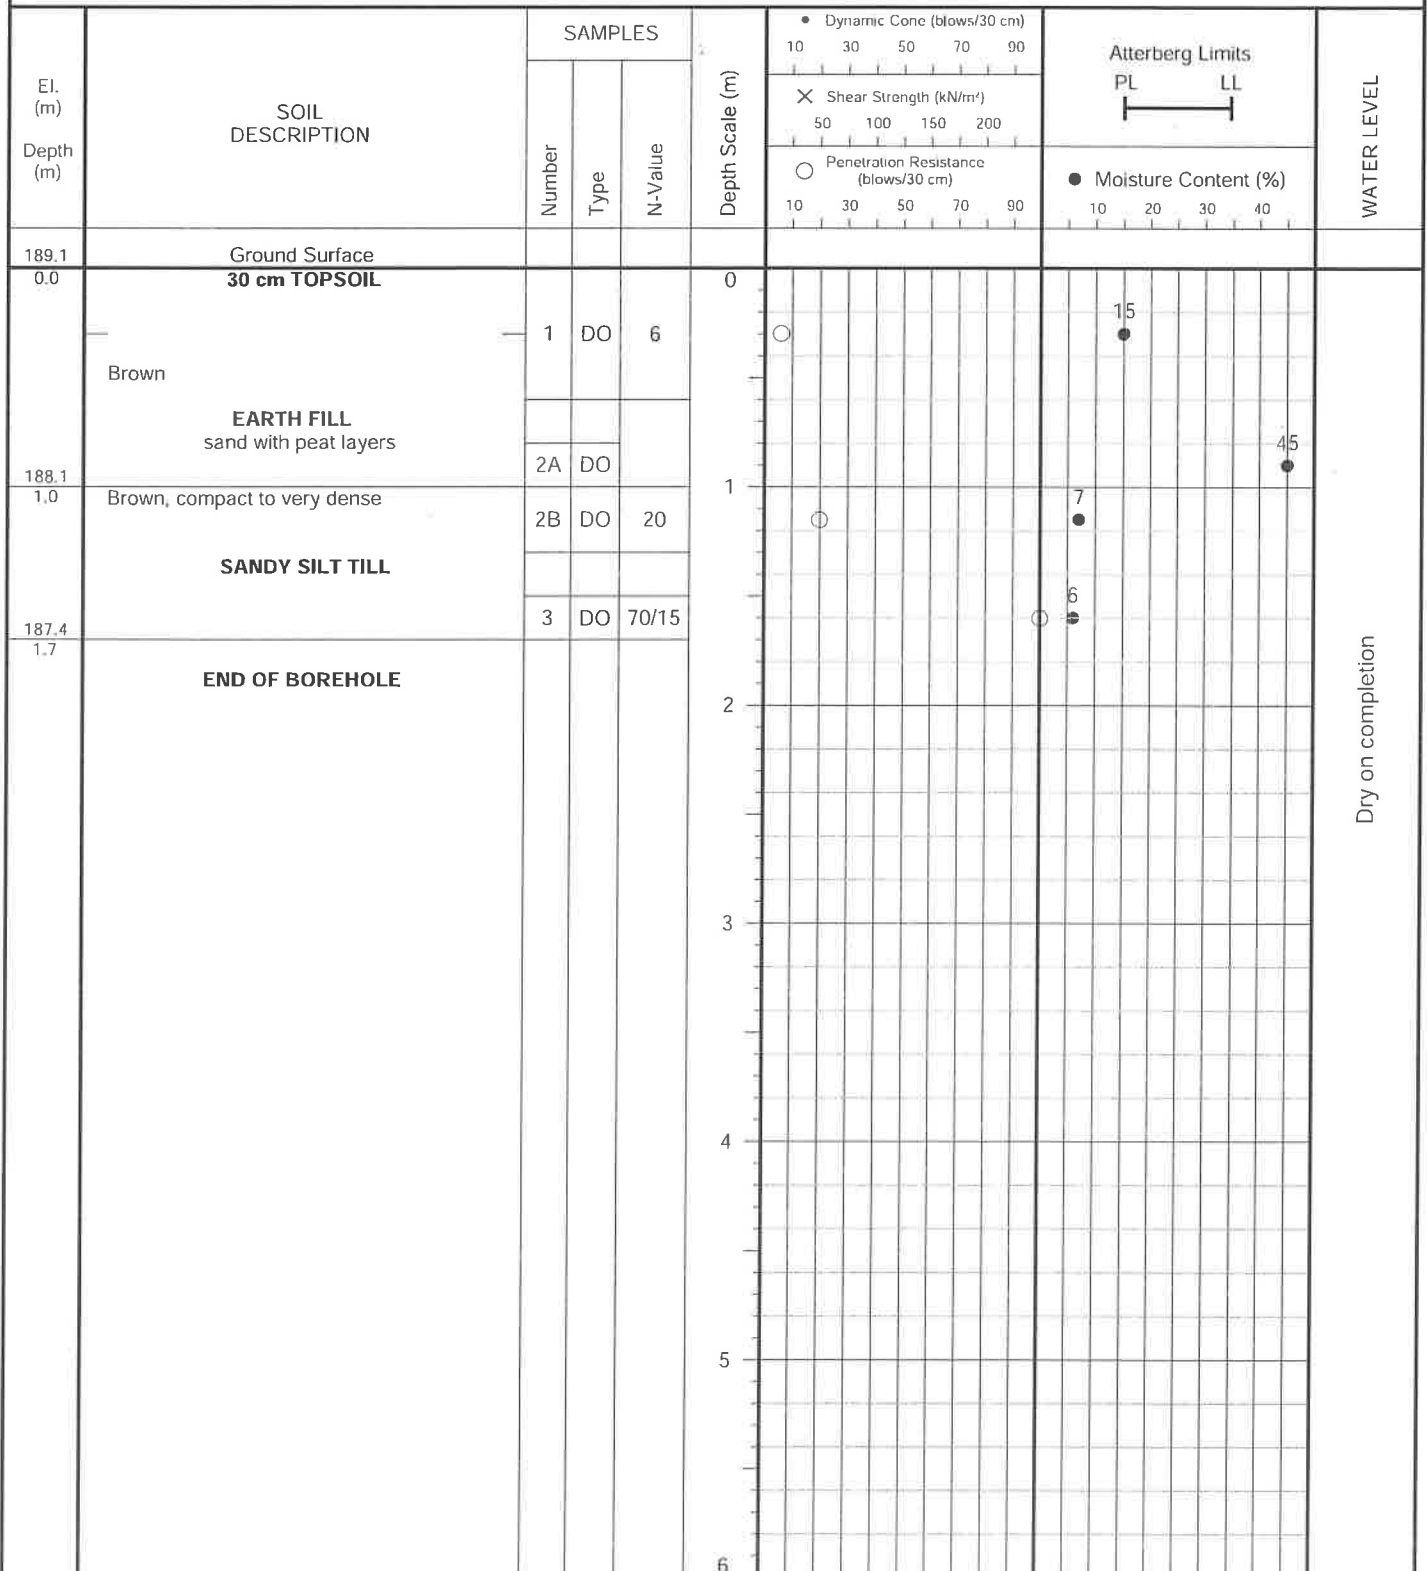 El.
(m)
Depth
(m)
SOIL
DESCRIPTION
SAMPLES
Number
Type
N-Value
Depth Scale (m)
● Dynamic Cone (blows/30 cm)
10 30 50 70 90
X Shear Strength (kN/m²)
50 100 150 200
○ Penetration Resistance
(blows/30 cm)
10 30 50 70 90
Atterberg Limits
PL LL
● Moisture Content (%)
10 20 30 40
WATER LEVEL
189.1 Ground Surface
0.0 30 cm TOPSOIL 0
15
1 DO 6
Brown
EARTH FILL
sand with peat layers
45
2A DO
188.1
1.0 Brown, compact to very dense 1
7
2B DO 20
SANDY SILT TILL
6
3 DO 70/15
187.4
1.7
END OF BOREHOLE
2
3
4
5
6
Dry on completion